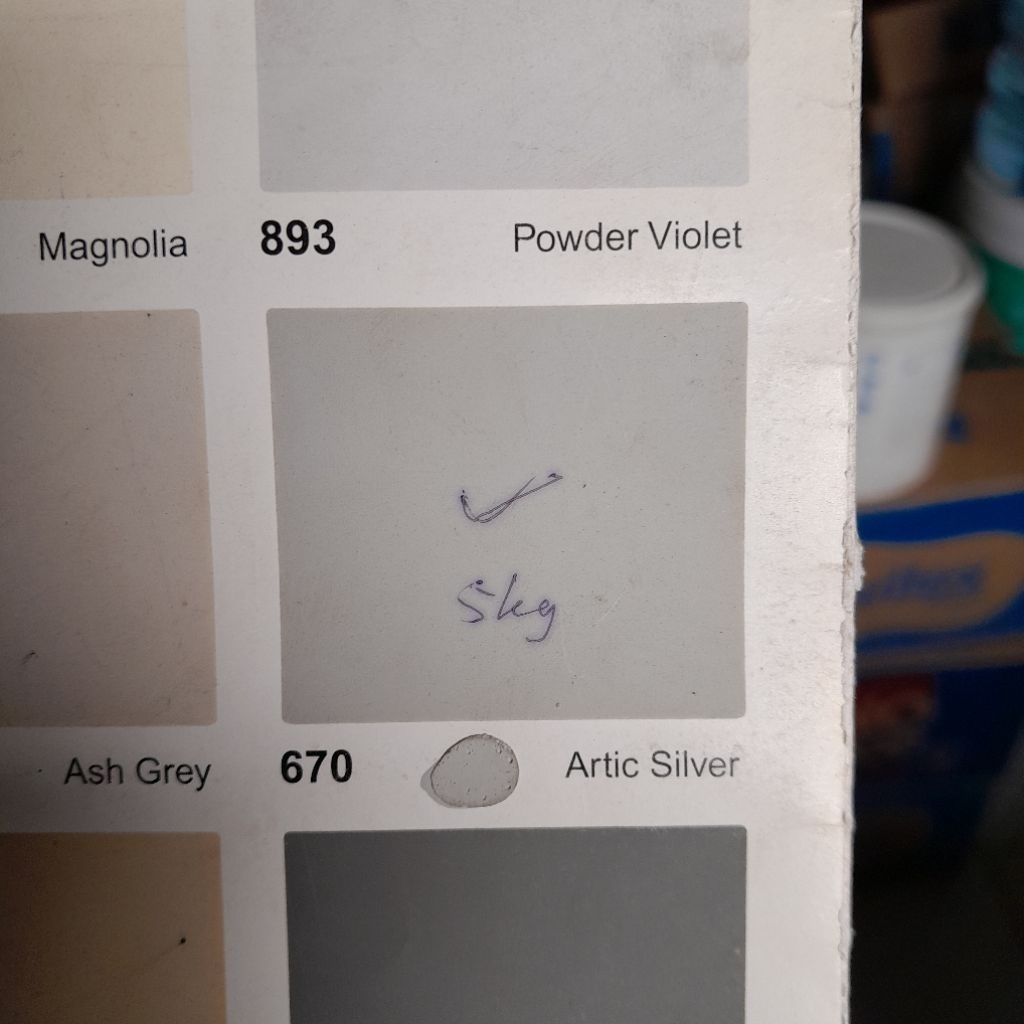 Magnolia 893 Powder Violet
5kg
Ash Grey 670 Artic Silver